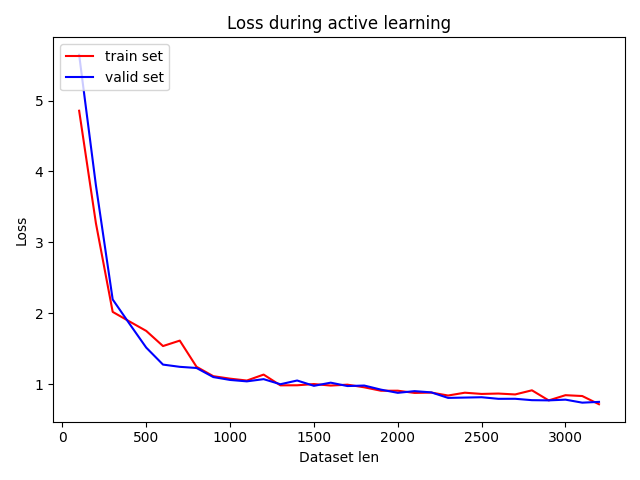 Loss during active learning
train set
valid set
5
4
3
2
1
Loss
0
500
1000
1500
2000
2500
3000
Dataset len